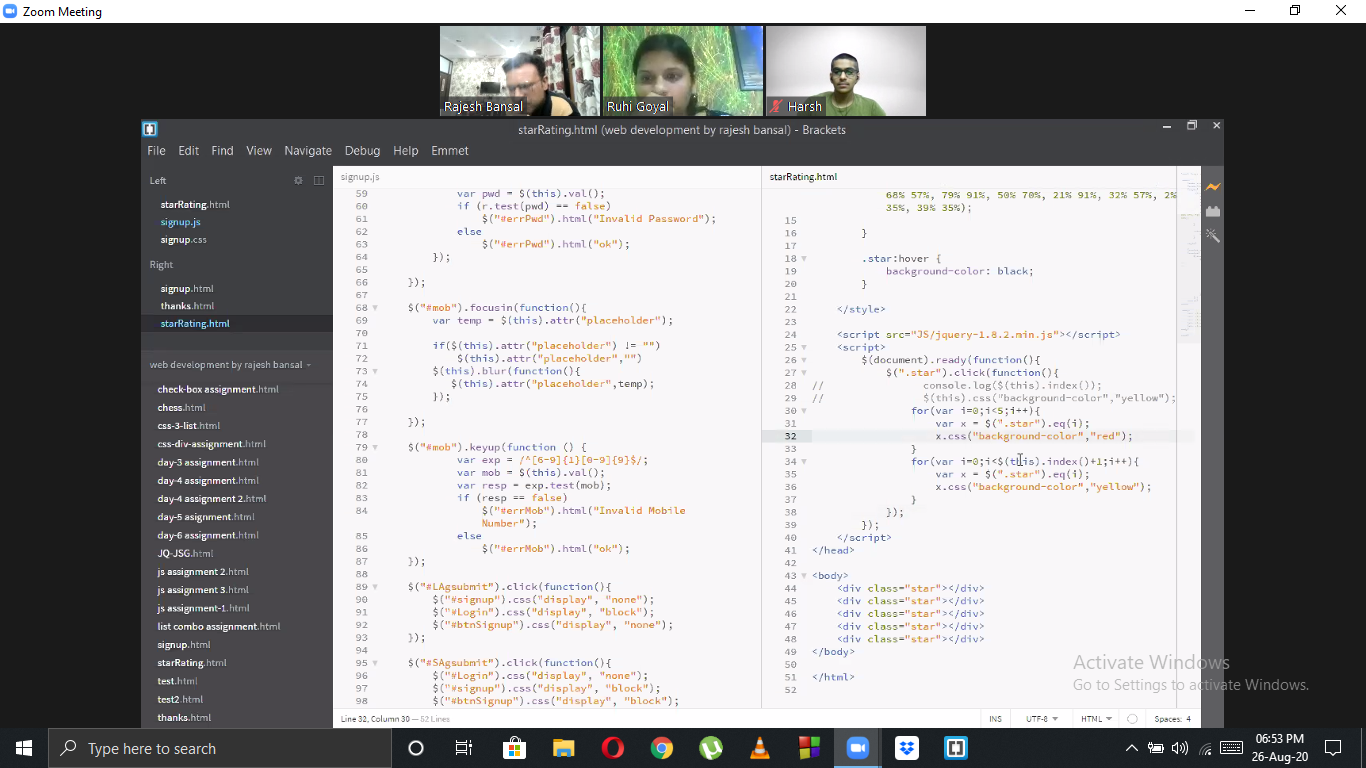 Zoom Meeting
Rajesh Bansal
Ruhi Goyal
Harsh
starRating.html (web development by rajesh bansal) - Brackets
File Edit Find View Navigate Debug Help Emmet
Left
starRating.html
signup.js
signup.css
Right
signup.html
thanks.html
starRating.html
web development by rajesh bansal
check-box assignment.html
chess.html
css-3-list.html
css-div-assignment.html
day-3 assignment.html
day-4 assignment.html
day-4 assignment 2.html
day-5 asignment.html
day-6 asignment.html
JQ-JSG.html
js assignment 2.html
js assignment 3.html
js assignment-1.html
list combo assignment.html
signup.html
starRating.html
test.html
test2.html
thanks.html
signup.js
59 var pwd = $(this).val();
60 if (r.test(pwd) == false)
61 $("#errPwd").html("Invalid Password");
62 else
63 $("#errPwd").html("ok");
64 });
65
66 });
67
68 $("#mob").focusin(function(){
69 var temp = $(this).attr("placeholder");
70
71 if($(this).attr("placeholder") != "")
72 $(this).attr("placeholder","")
73 $(this).blur(function(){
74 $(this).attr("placeholder",temp);
75 });
76
77 });
78
79 $("#mob").keyup(function () {
80 var exp = /^[6-9]{1}[0-9]{9}$/;
81 var mob = $(this).val();
82 var resp = exp.test(mob);
83 if (resp == false)
84 $("#errMob").html("Invalid Mobile
Number");
85 else
86 $("#errMob").html("ok");
87 });
88
89 $("#LAgsubmit").click(function(){
90 $("#signup").css("display", "none");
91 $("#Login").css("display", "block");
92 $("#btnSignup").css("display", "none");
93 });
94
95 $("#SAgsubmit").click(function(){
96 $("#Login").css("display", "none");
97 $("#signup").css("display", "block");
98 $("#btnSignup").css("display", "block");
starRating.html
68% 57%, 79% 91%, 50% 70%, 21% 91%, 32% 57%, 2%
35%, 39% 35%);
15
16 }
17
18 .star:hover {
19 background-color: black;
20 }
21
22 </style>
23
24 <script src="JS/jquery-1.8.2.min.js"></script>
25 <script>
26 $(document).ready(function(){
27 $(".star").click(function(){
28 // console.log($(this).index());
29 // $(this).css("background-color","yellow");
30 for(var i=0;i<5;i++){
31 var x = $(".star").eq(i);
32 x.css("background-color","red");
33 }
34 for(var i=0;i<$(this).index()+1;i++){
35 var x = $(".star").eq(i);
36 x.css("background-color","yellow");
37 }
38 });
39 });
40 </script>
41 </head>
42
43 <body>
44 <div class="star"></div>
45 <div class="star"></div>
46 <div class="star"></div>
47 <div class="star"></div>
48 <div class="star"></div>
49 </body>
50
51 </html>
52
Activate Windows
Go to Settings to activate Windows.
Line 32, Column 30 — 52 Lines
INS UTF-8 HTML Spaces: 4
Type here to search
06:53 PM
26-Aug-20